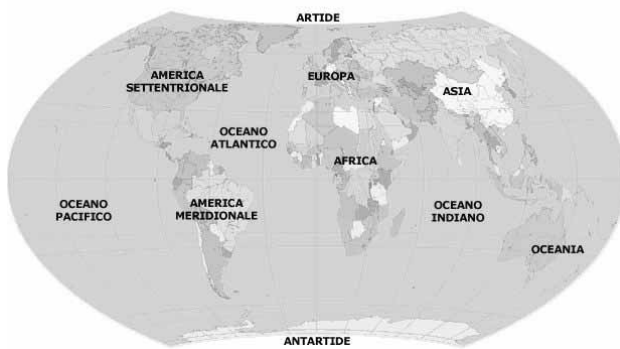 ARTIDE
AMERICA
SETTENTRIONALE
EUROPA
ASIA
OCEANO
ATLANTICO
AFRICA
OCEANO
PACIFICO
AMERICA
MERIDIONALE
OCEANO
INDIANO
OCEANIA
ANTARTIDE